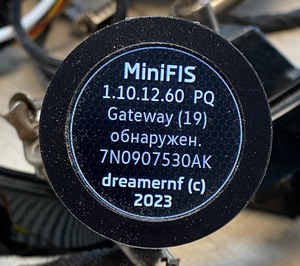 MiniFIS
1.10.12.60 PQ
Gateway (19)
обнаружен.
7N0907530AK
dreamernf (c)
2023